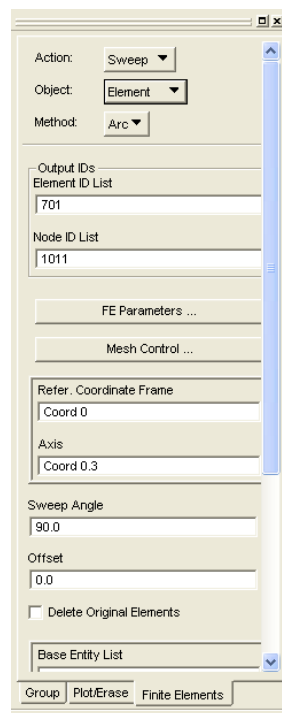 Action: Sweep
Object: Element
Method: Arc
Output IDs
Element ID List
701
Node ID List
1011
FE Parameters ...
Mesh Control ...
Refer. Coordinate Frame
Coord 0
Axis
Coord 0.3
Sweep Angle
90.0
Offset
0.0
Delete Original Elements
Base Entity List
Group Plot/Erase Finite Elements